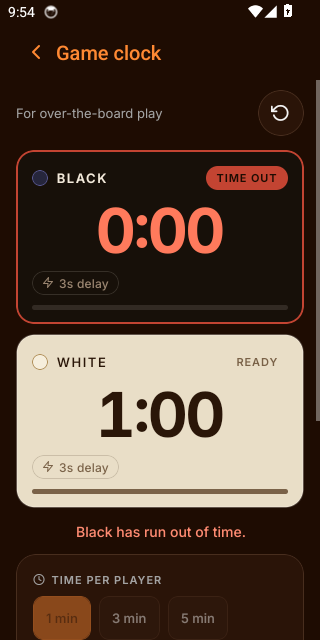 9:54
Game clock
For over-the-board play
BLACK
TIME OUT
0:00
3s delay
WHITE
READY
1:00
3s delay
Black has run out of time.
TIME PER PLAYER
1 min
3 min
5 min